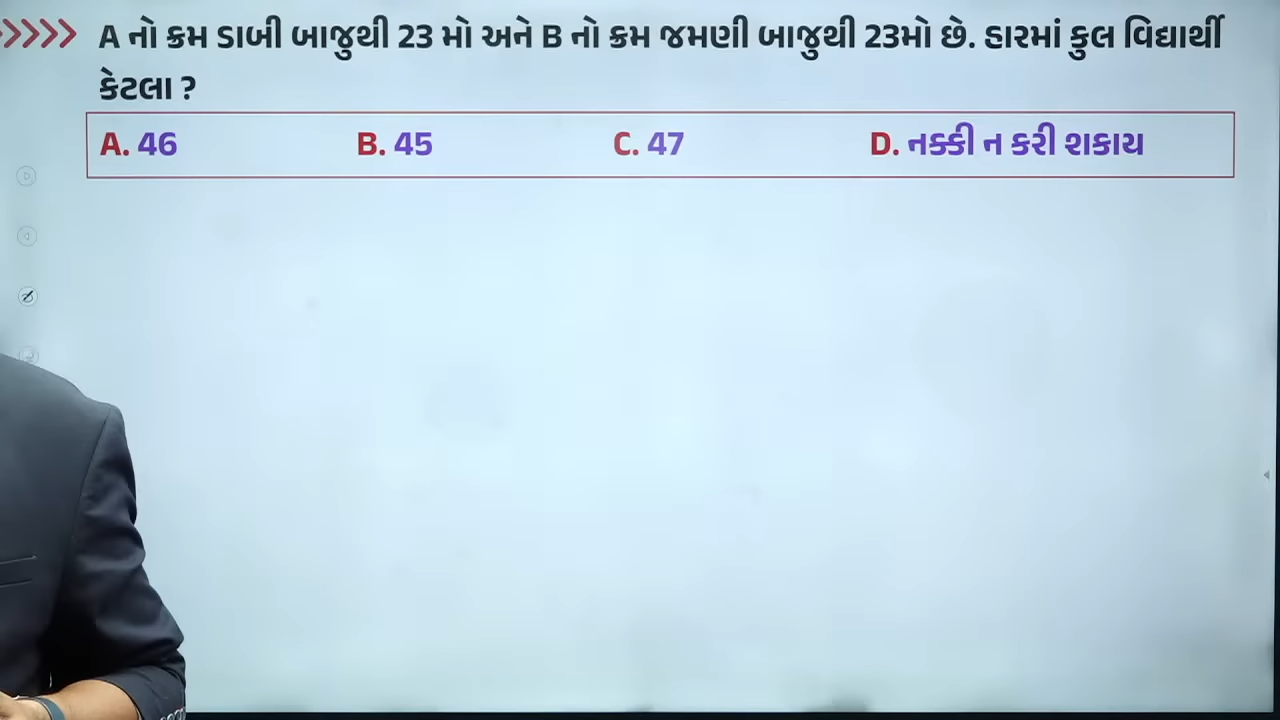 A નો ક્રમ ડાબી બાજુથી 23 મો અને B નો ક્રમ જમણી બાજુથી 23મો છે. હારમાં કુલ વિદ્યાર્થી
કેટલા ?
A. 46 B. 45 C. 47 D. નક્કી ન કરી શકાય